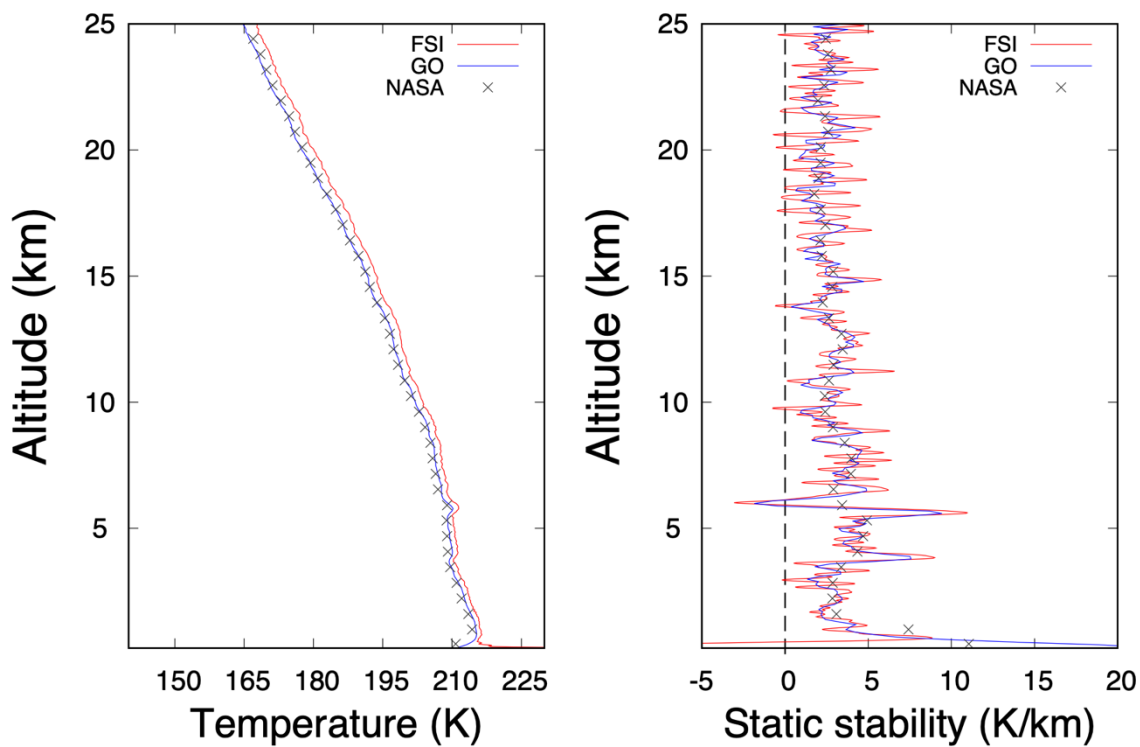 25
20
15
10
5
Altitude (km)
150 165 180 195 210 225
Temperature (K)
FSI
GO
NASA
25
20
15
10
5
Altitude (km)
-5 0 5 10 15 20
Static stability (K/km)
FSI
GO
NASA